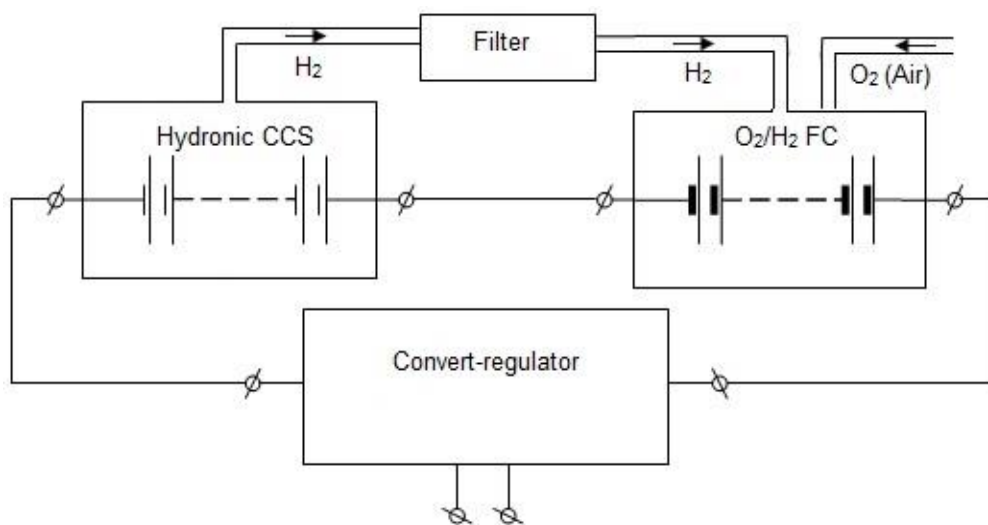 Filter
H₂
H₂
O₂ (Air)
Hydronic CCS
O₂/H₂ FC
Convert-regulator